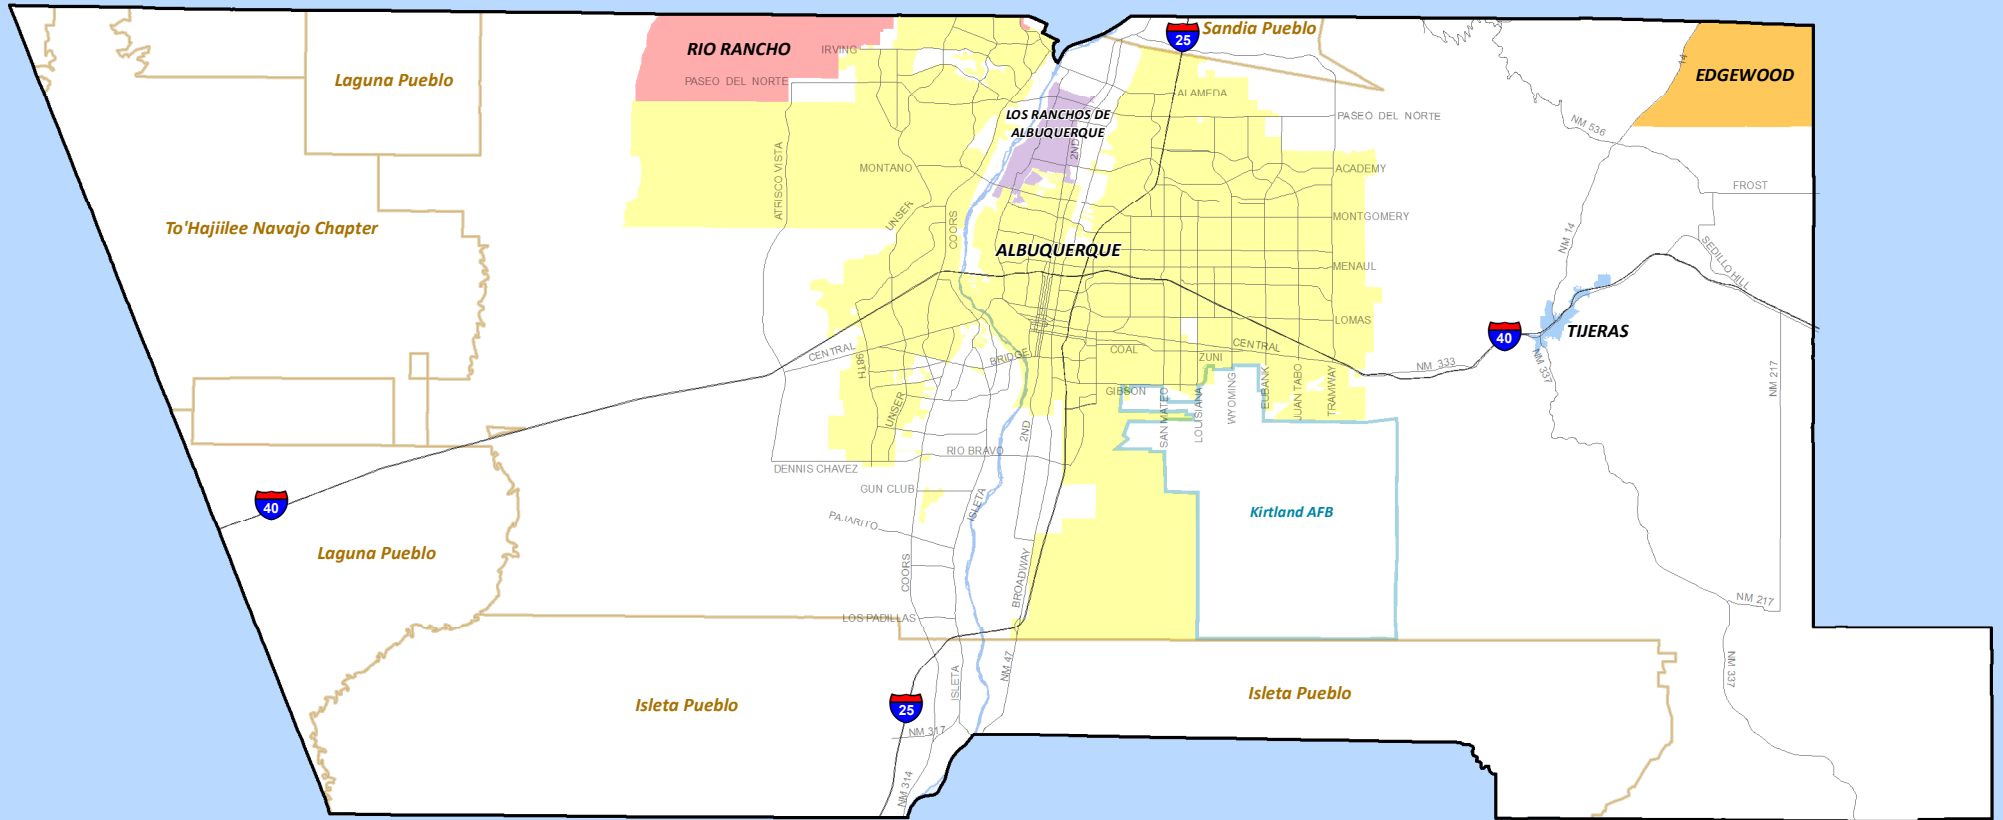 25
Sandia Pueblo
RIO RANCHO
IRVING
14
EDGEWOOD
Laguna Pueblo
PASEO DEL NORTE
ALAMEDA
LOS RANCHOS DE
ALBUQUERQUE
PASEO DEL NORTE
NM 536
2ND
MONTANO
ACADEMY
ATRISCO VISTA
FROST
UNSER
COORS
MONTGOMERY
To'Hajiilee Navajo Chapter
ALBUQUERQUE
NM 14
SEDILLO HILL
MENAUL
LOMAS
40
TIJERAS
CENTRAL
98TH
BRIDGE
COAL
ZUNI
CENTRAL
NM 333
NM 337
NM 217
GIBSON
SAN MATEO
LOUISIANA
WYOMING
EUBANK
JUAN TABO
TRAMWAY
UNSER
2ND
RIO BRAVO
DENNIS CHAVEZ
GUN CLUB
40
ISLETA
PAJARITO
Kirtland AFB
Laguna Pueblo
COORS
BROADWAY
NM 217
LOS PADILLAS
NM 47
ISLETA
NM 337
Isleta Pueblo
Isleta Pueblo
25
NM 317
NM 314